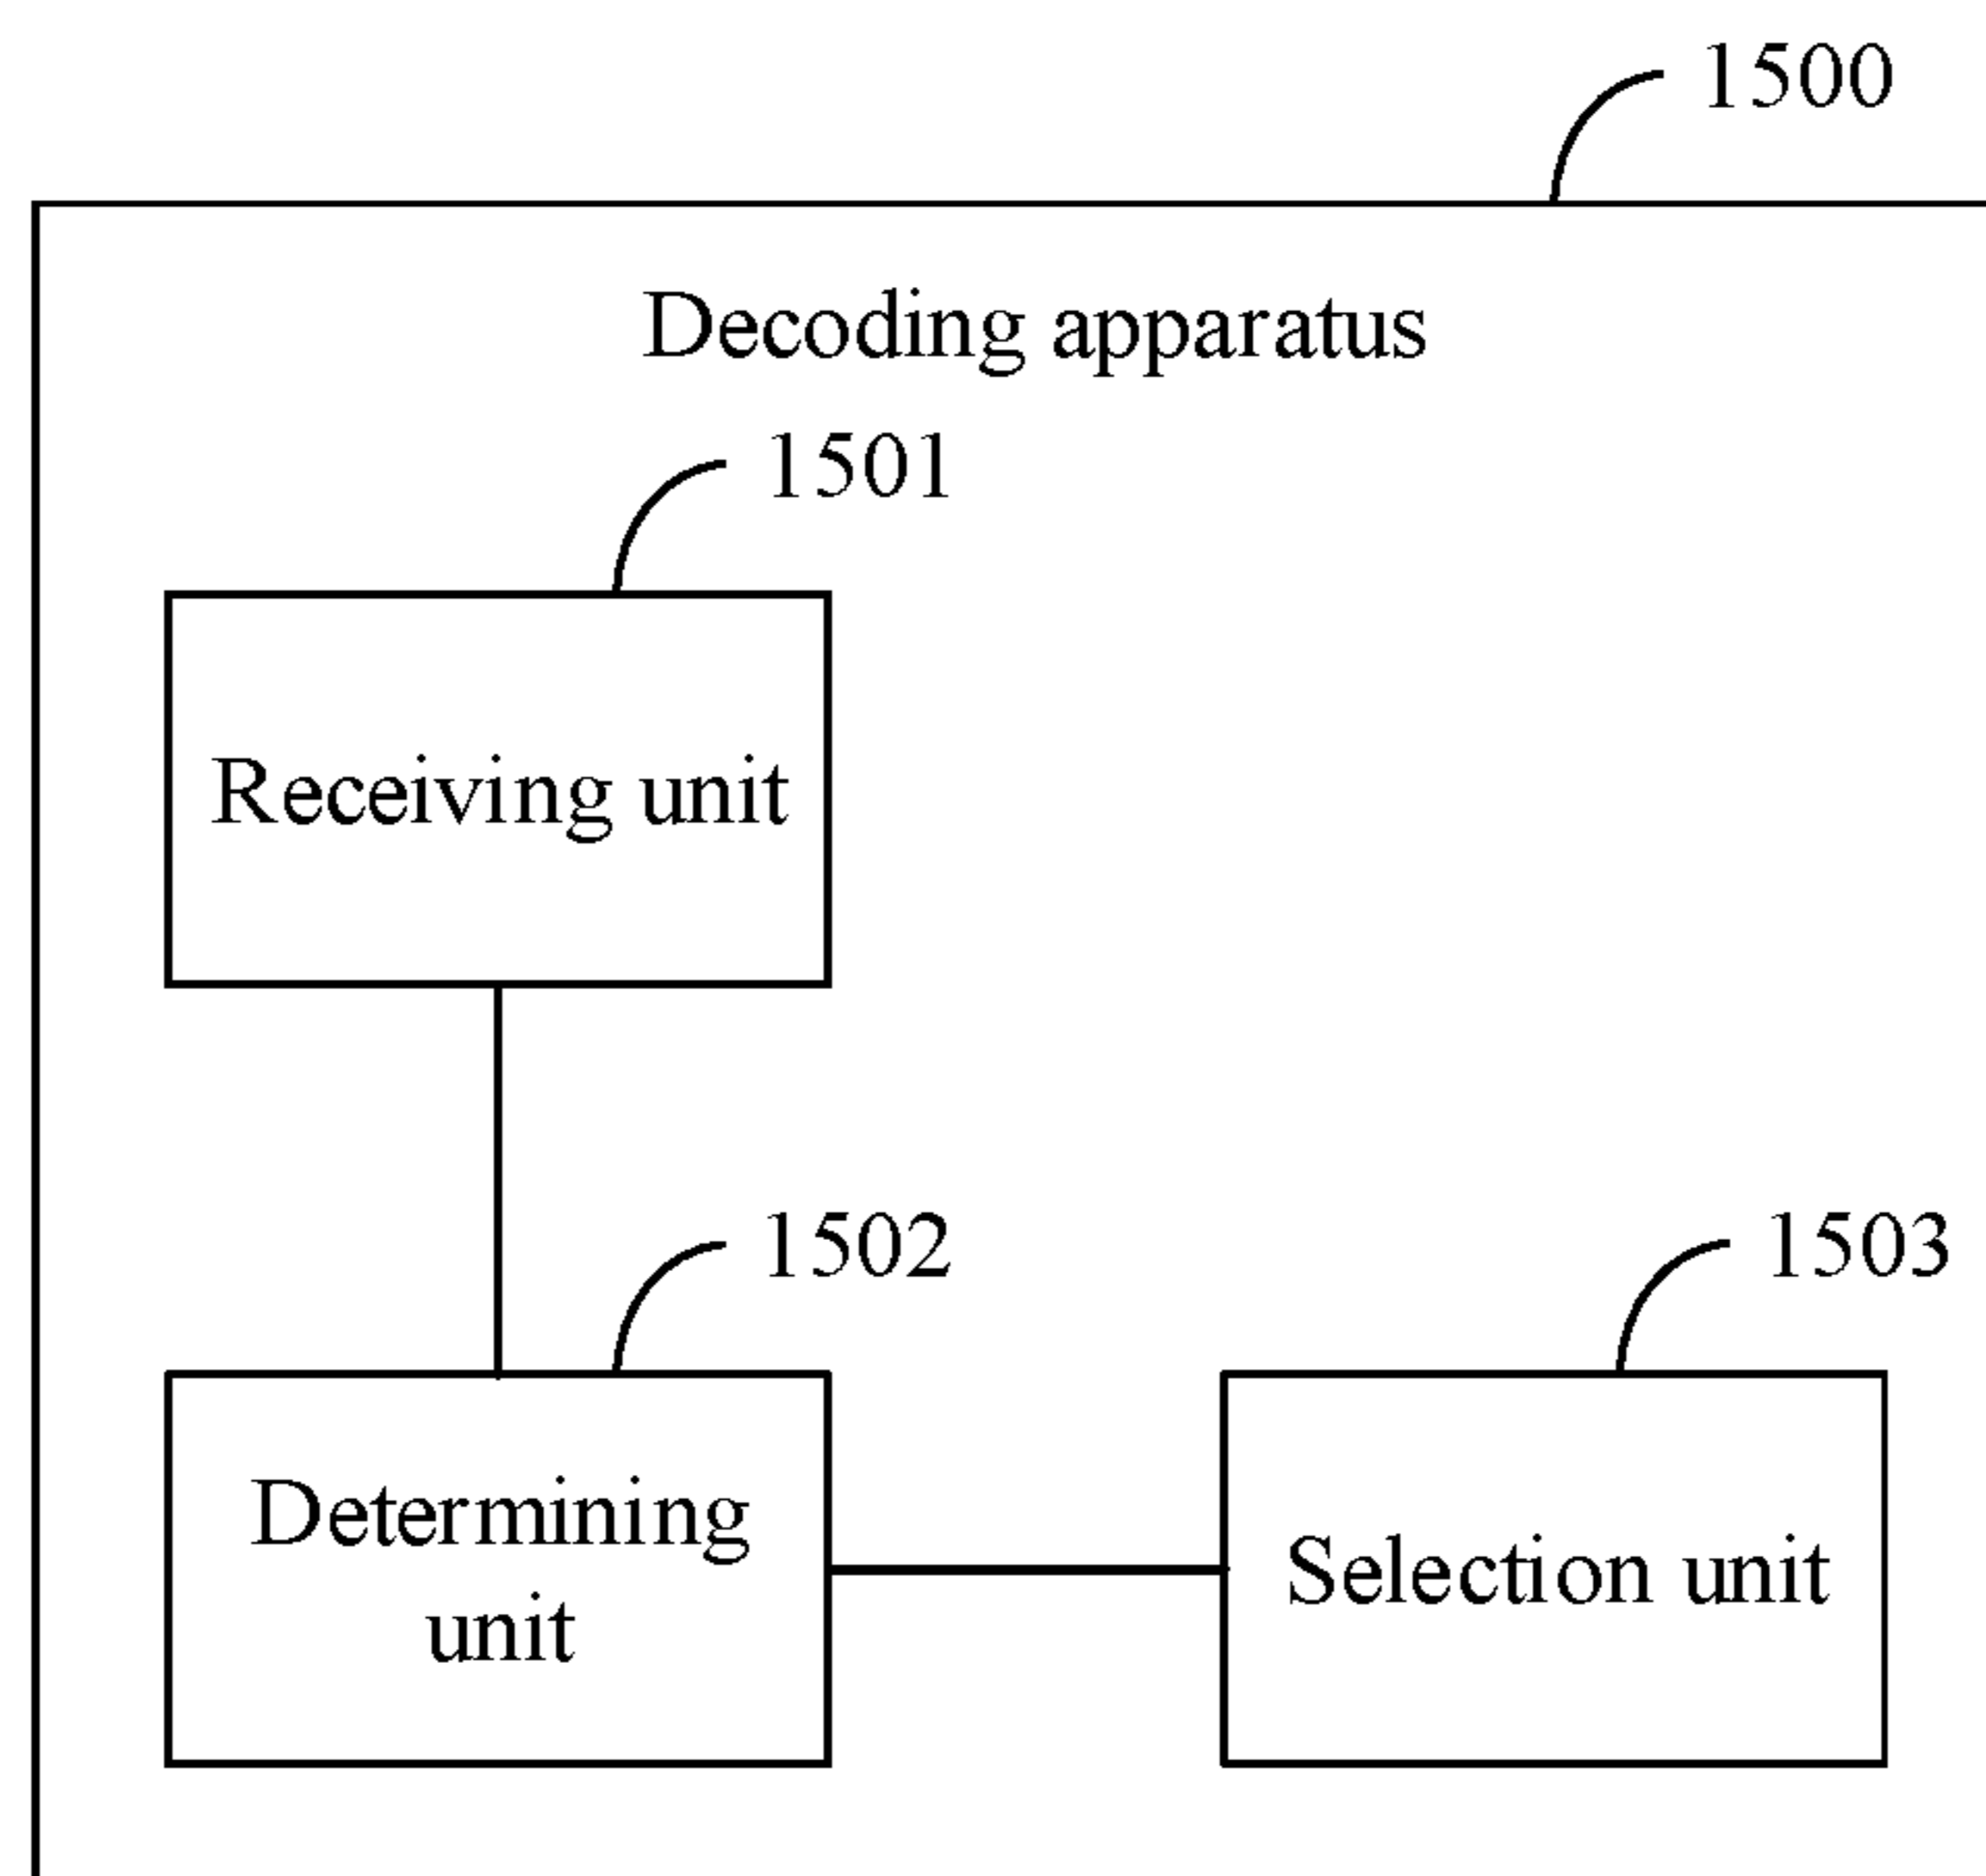 1500
Decoding apparatus
1501
Receiving unit
1502
1503
Determining
unit
Selection unit